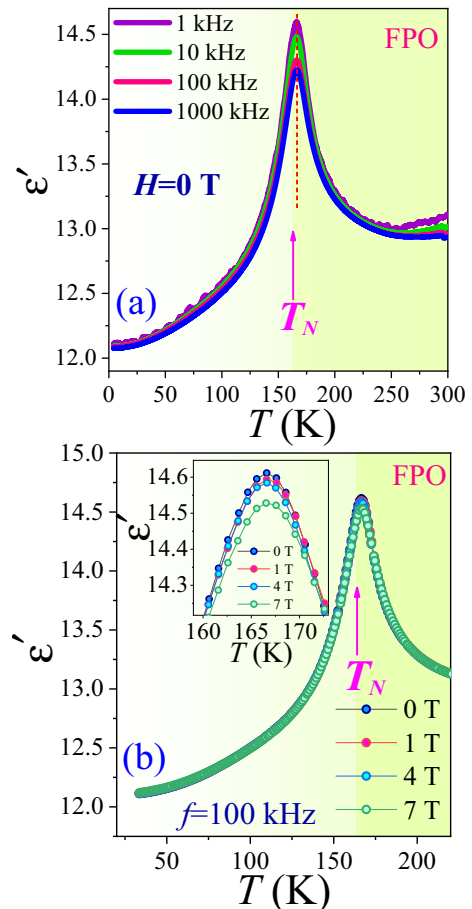 1 kHz
10 kHz
100 kHz
1000 kHz
FPO
H=0 T
ε′
14.5
14.0
13.5
13.0
12.5
12.0
(a)
T_N
0 50 100 150 200 250 300
T (K)
FPO
ε′
15.0
14.5
14.0
13.5
13.0
12.5
12.0
ε′
14.6
14.5
14.4
14.3
0 T
1 T
4 T
7 T
160 165 170
T (K)
T_N
0 T
1 T
4 T
7 T
(b)
f=100 kHz
50 100 150 200
T (K)